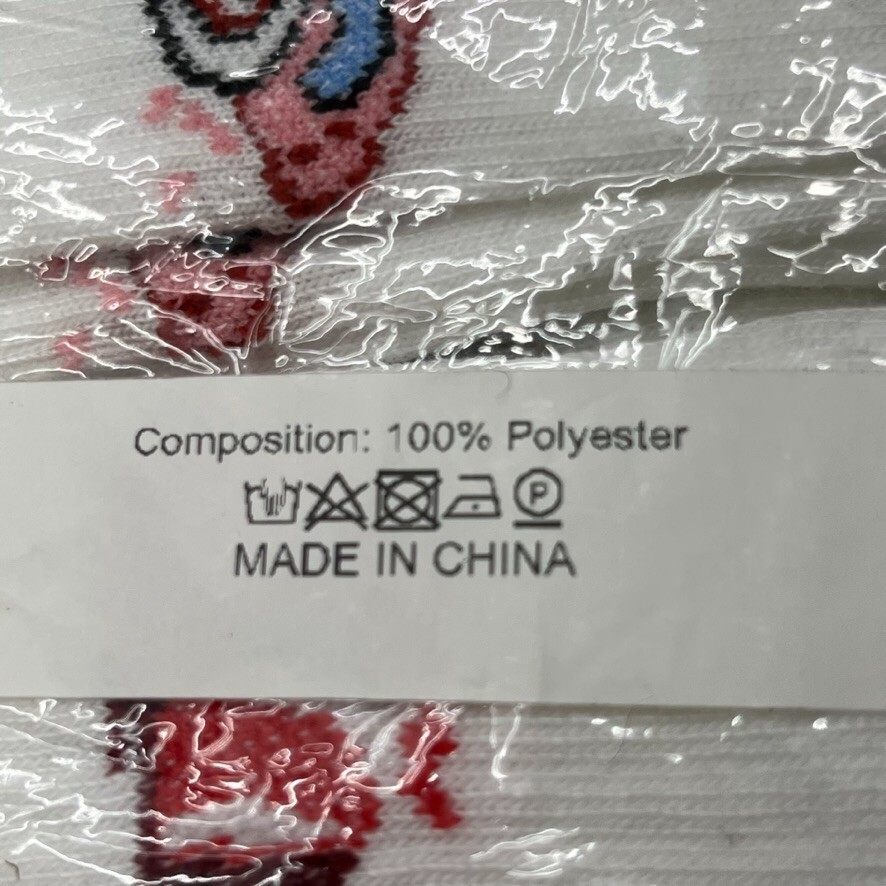 Composition: 100% Polyester
P
MADE IN CHINA